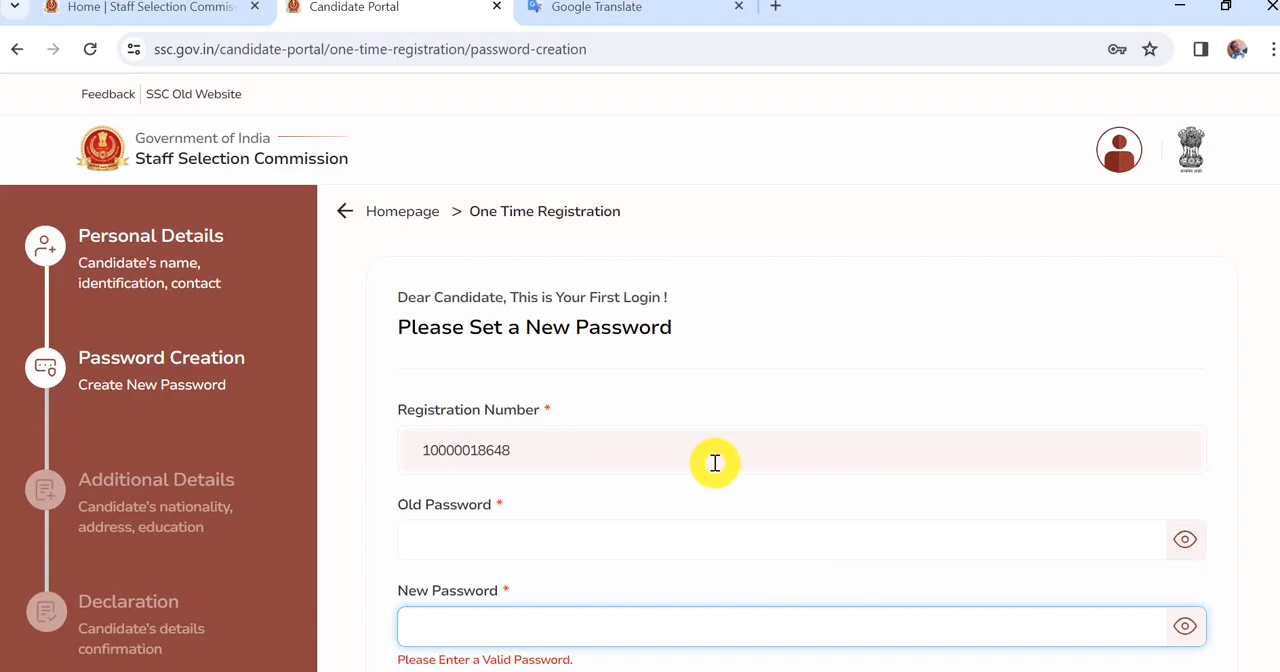 Home | Staff Selection Commis
Candidate Portal
Google Translate
ssc.gov.in/candidate-portal/one-time-registration/password-creation
Feedback
SSC Old Website
Government of India
Staff Selection Commission
Personal Details
Candidate's name,
identification, contact
Password Creation
Create New Password
Additional Details
Candidate's nationality,
address, education
Declaration
Candidate's details
confirmation
Homepage > One Time Registration
Dear Candidate, This is Your First Login !
Please Set a New Password
Registration Number *
10000018648
Old Password *
New Password *
Please Enter a Valid Password.